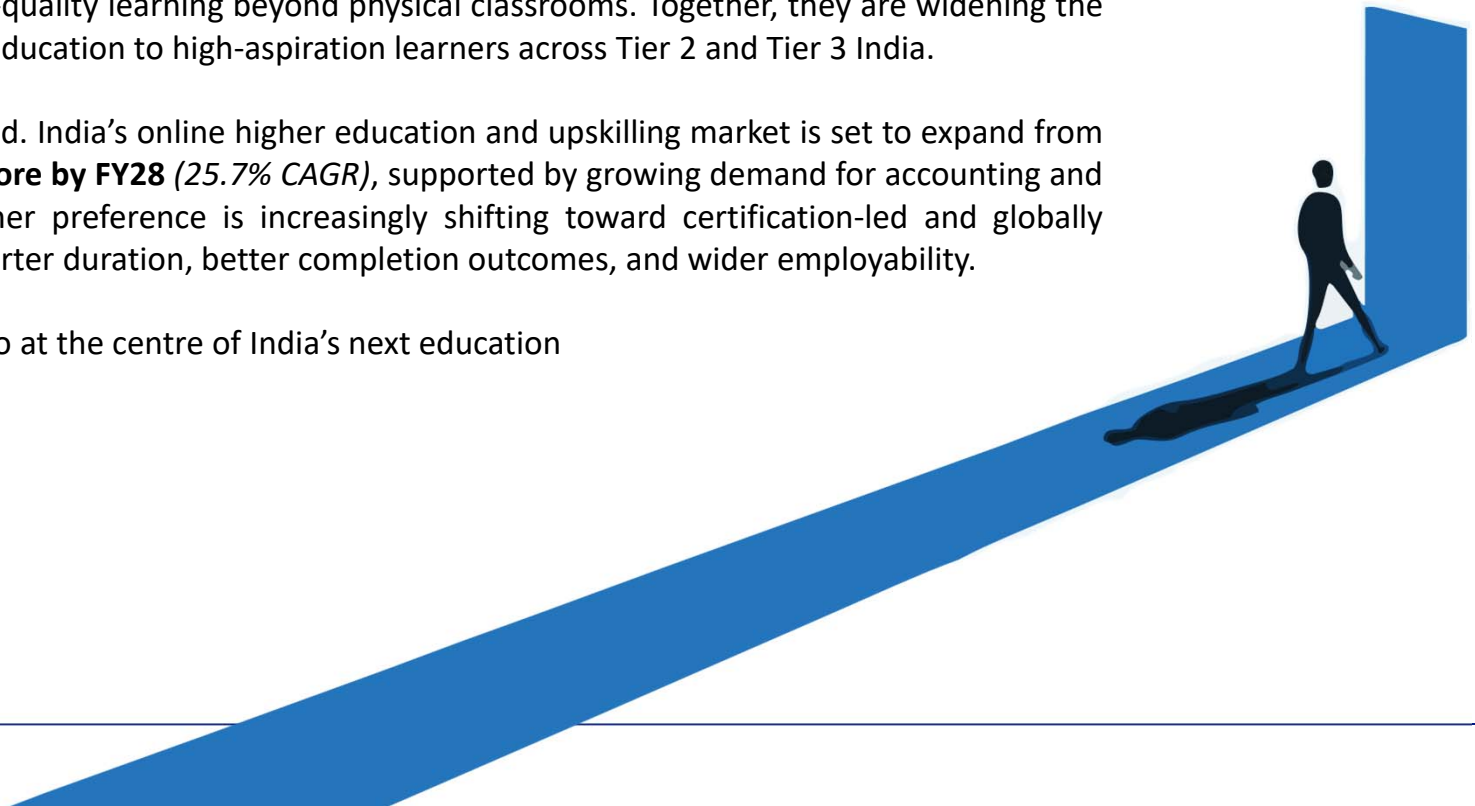 -quality learning beyond physical classrooms. Together, they are widening the
ducation to high-aspiration learners across Tier 2 and Tier 3 India.
d. India’s online higher education and upskilling market is set to expand from
ore by FY28 (25.7% CAGR), supported by growing demand for accounting and
ner preference is increasingly shifting toward certification-led and globally
rter duration, better completion outcomes, and wider employability.
o at the centre of India’s next education